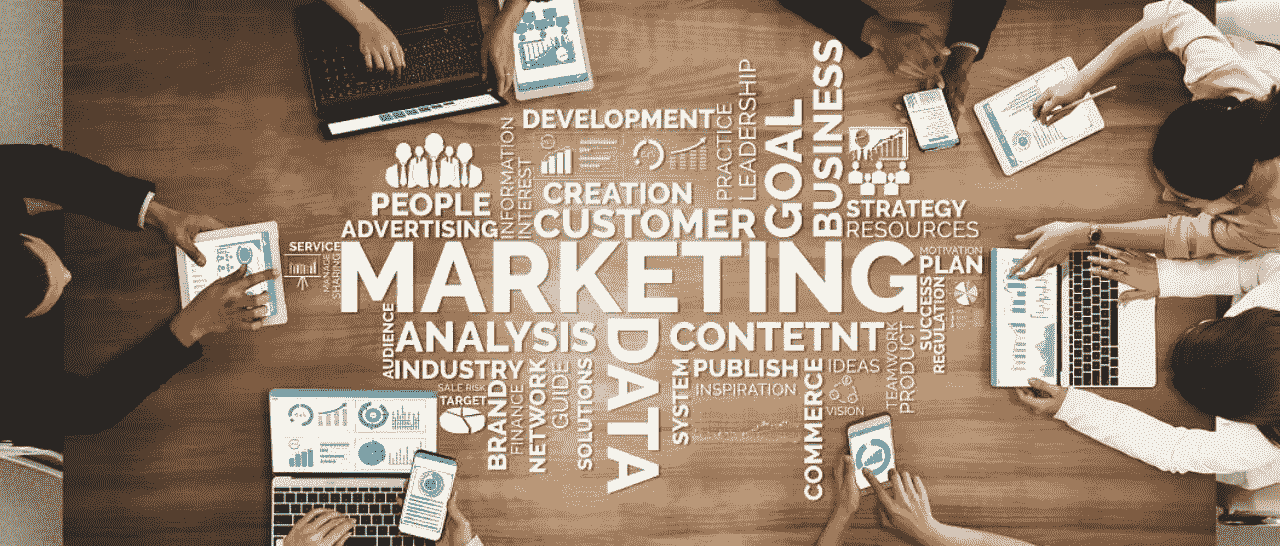 DEVELOPMENT
INFORMATION
INTEREST
PRACTICE
LEADERSHIP
GOAL
BUSINESS
CREATION
PEOPLE
ADVERTISING
CUSTOMER
STRATEGY
RESOURCES
SERVICE
MANAGE
SHARING
MARKETING
MOTIVATION
PLAN
SUCCESS
REGULATION
AUDIENCE
ANALYSIS
DATA
CONTETNT
INDUSTRY
SYSTEM
PUBLISH
INSPIRATION
COMMERCE
IDEAS
VISION
TEAMWORK
PRODUCT
SALE RISK
TARGET
BRAND
FINANCE
NETWORK
GUIDE
SOLUTIONS